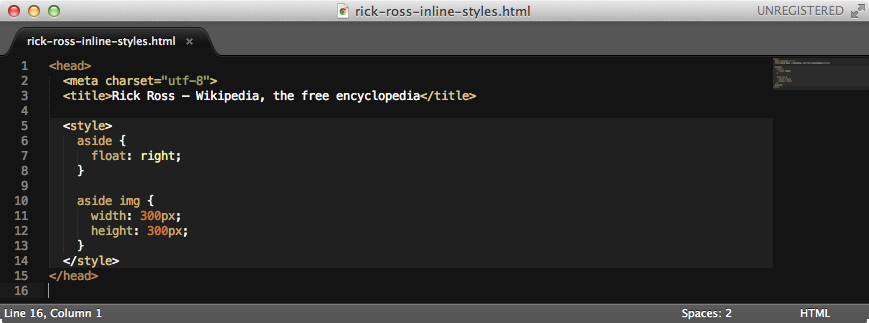 rick-ross-inline-styles.html
UNREGISTERED
rick-ross-inline-styles.html ×
1 <head>
2 <meta charset="utf-8">
3 <title>Rick Ross – Wikipedia, the free encyclopedia</title>
4
5 <style>
6 aside {
7 float: right;
8 }
9
10 aside img {
11 width: 300px;
12 height: 300px;
13 }
14 </style>
15 </head>
16
Line 16, Column 1
Spaces: 2
HTML